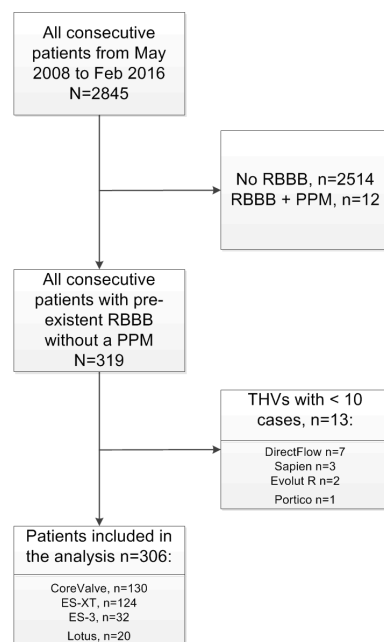 All consecutive
patients from May
2008 to Feb 2016
N=2845
No RBBB, n=2514
RBBB + PPM, n=12
All consecutive
patients with pre-
existent RBBB
without a PPM
N=319
THVs with < 10
cases, n=13:
DirectFlow n=7
Sapien n=3
Evolut R n=2
Portico n=1
Patients included in
the analysis n=306:
CoreValve, n=130
ES-XT, n=124
ES-3, n=32
Lotus, n=20